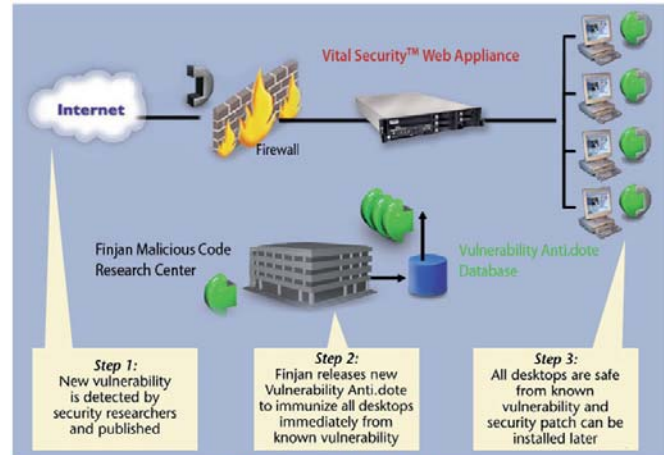 Vital Security™ Web Appliance
Internet
Firewall
Finjan Malicious Code
Research Center
Vulnerability Anti.dote
Database
Step 1:
New vulnerability
is detected by
security researchers
and published
Step 2:
Finjan releases new
Vulnerability Anti.dote
to immunize all desktops
immediately from
known vulnerability
Step 3:
All desktops are safe
from known
vulnerability and
security patch can be
installed later